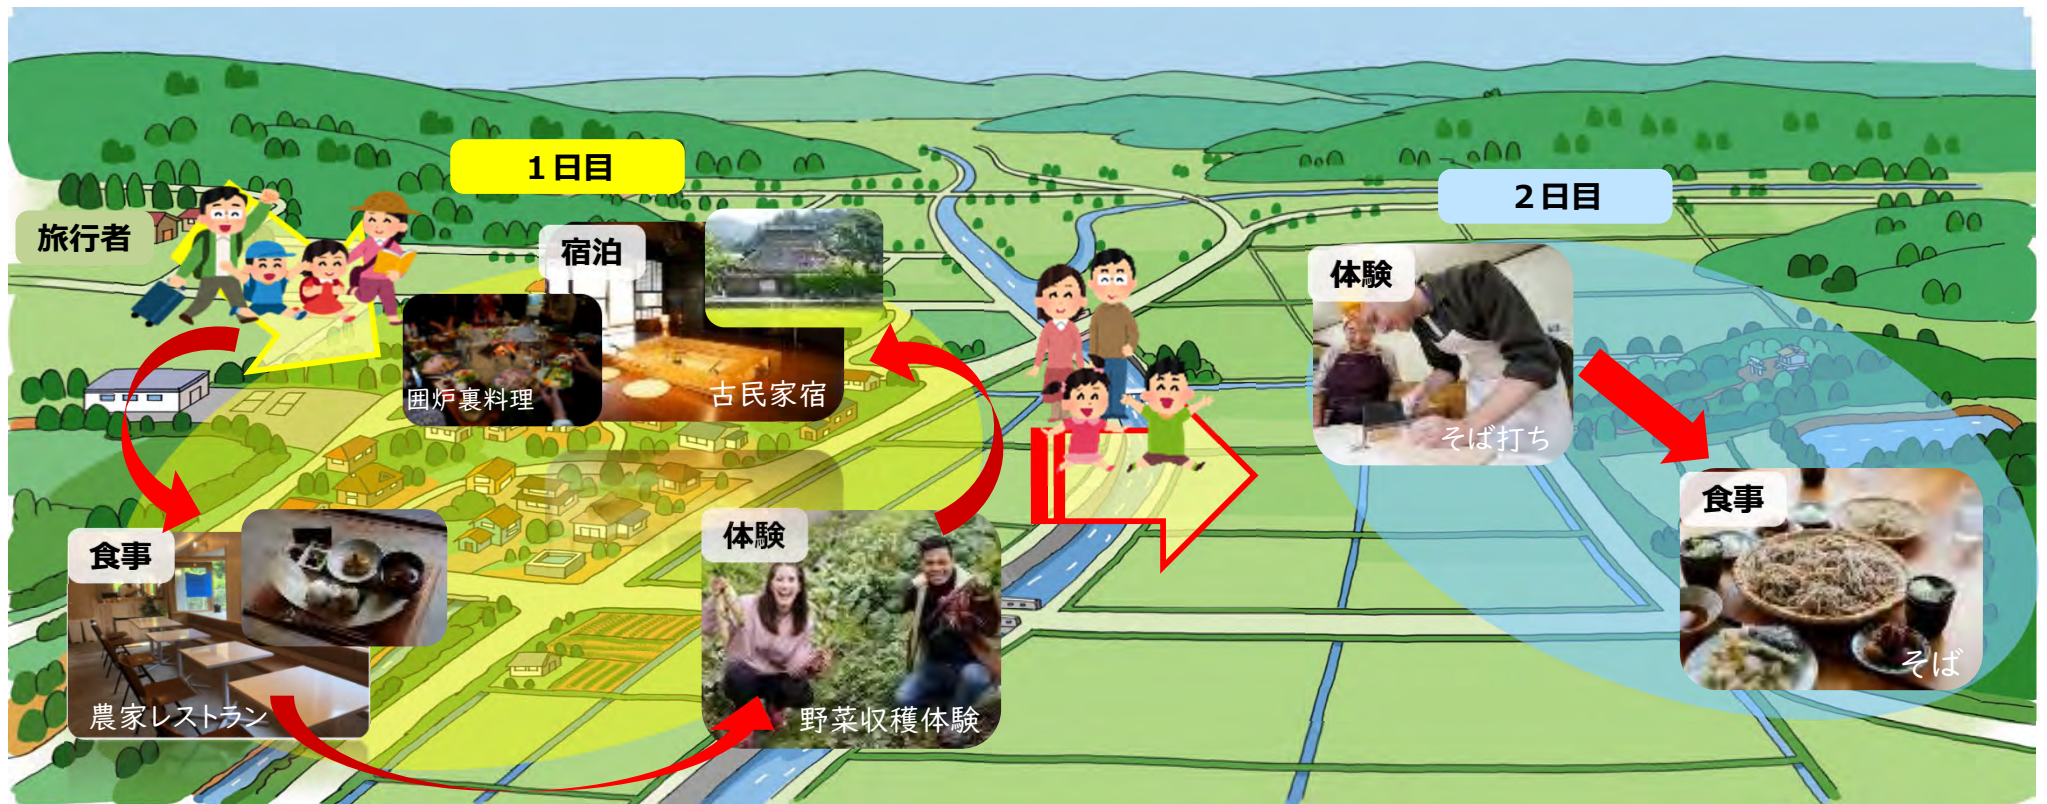 １日目
２日目
旅行者
宿泊
囲炉裏料理
古民家宿
食事
農家レストラン
体験
野菜収穫体験
体験
そば打ち
食事
そば